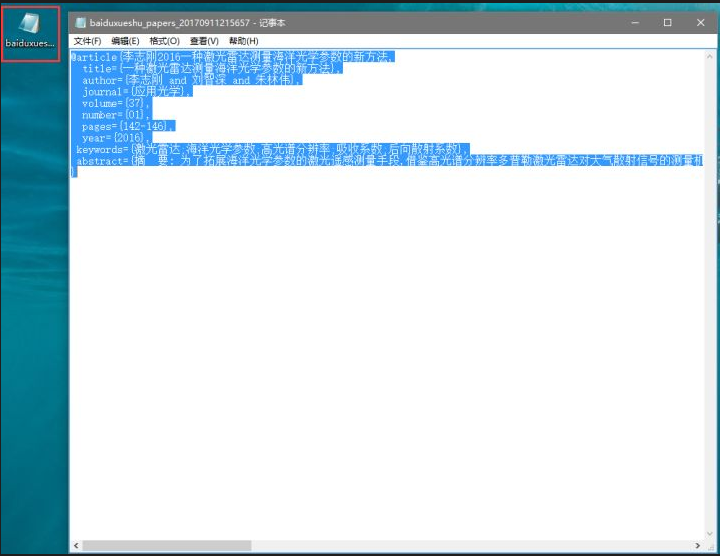 baiduxues...
baiduxueshu_papers_20170911215657 - 记事本
文件(F) 编辑(E) 格式(O) 查看(V) 帮助(H)
@article{李志刚2016一种激光雷达测量海洋光学参数的新方法,
title={一种激光雷达测量海洋光学参数的新方法},
author={李志刚 and 刘智深 and 朱林伟},
journal={应用光学},
volume={37},
number={01},
pages={142-146},
year={2016},
keywords={激光雷达,海洋光学参数,高光谱分辨率,吸收系数,后向散射系数},
abstract={摘 要: 为了拓展海洋光学参数的激光遥感测量手段,借鉴高光谱分辨率多普勒激光雷达对大气散射信号的测量
}